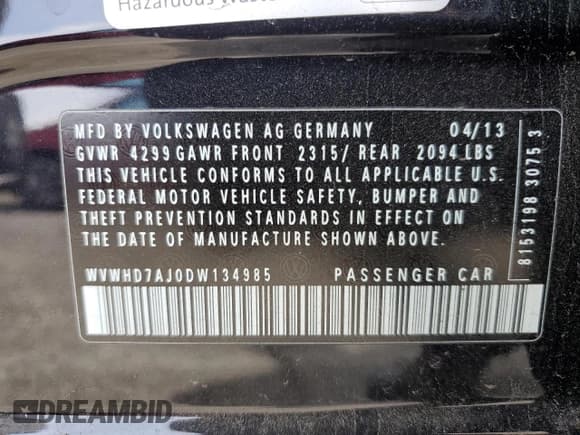 Hazardous Waste
MFD BY VOLKSWAGEN AG GERMANY 04/13
GVWR 4299 GAWR FRONT 2315/ REAR 2094 LBS
THIS VEHICLE CONFORMS TO ALL APPLICABLE U.S.
FEDERAL MOTOR VEHICLE SAFETY, BUMPER AND
THEFT PREVENTION STANDARDS IN EFFECT ON
THE DATE OF MANUFACTURE SHOWN ABOVE.
WVWHD7AJ0DW134985 PASSENGER CAR
8153198 3075 3
DREAMBID